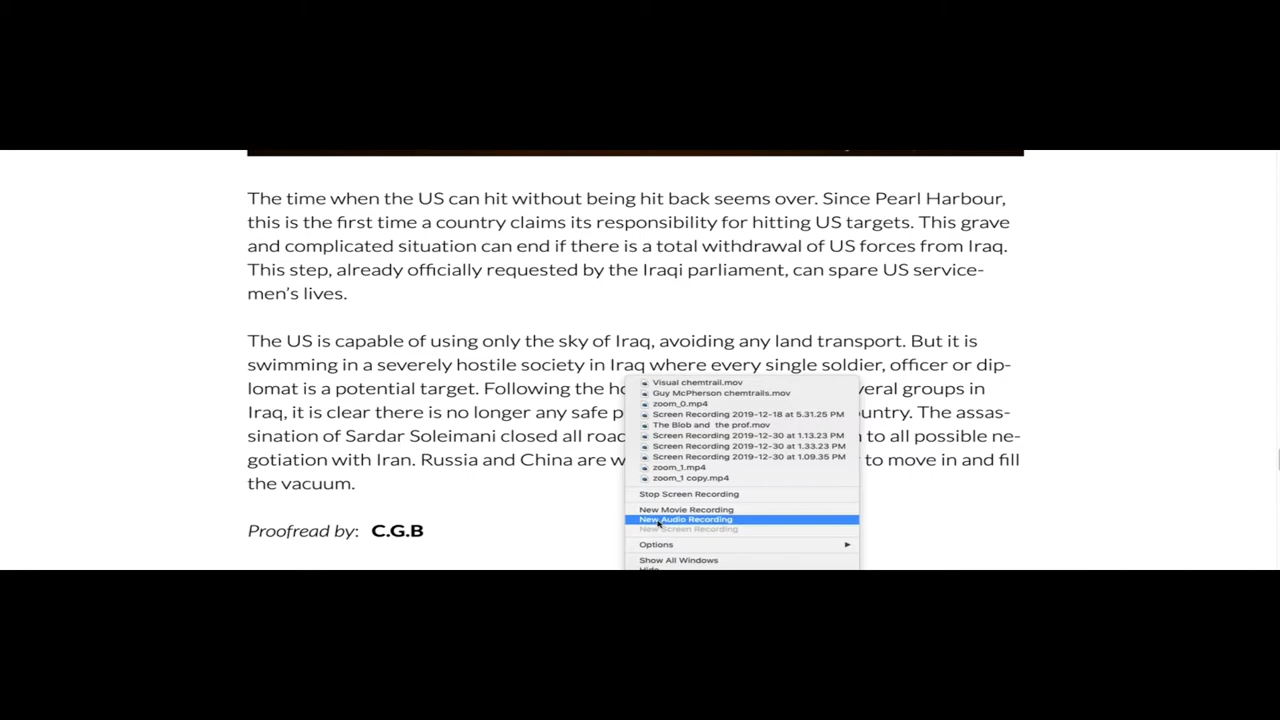 The time when the US can hit without being hit back seems over. Since Pearl Harbour,
this is the first time a country claims its responsibility for hitting US targets. This grave
and complicated situation can end if there is a total withdrawal of US forces from Iraq.
This step, already officially requested by the Iraqi parliament, can spare US service-
men's lives.
The US is capable of using only the sky of Iraq, avoiding any land transport. But it is
swimming in a severely hostile society in Iraq where every single soldier, officer or dip-
lomat is a potential target. Following the
Iraq, it is clear there is no longer any safe
sination of Sardar Soleimani closed all
gotiation with Iran. Russia and China are
the vacuum.
groups in
The assas-
to all possible ne-
to move in and fill
Proofread by: C.G.B
Visual chemtrail.mov
Guy McPherson chemtrails.mov
zoom_0.mp4
Screen Recording 2019-12-18 at 5.31.25 PM
The Blob and the prof.mov
Screen Recording 2019-12-30 at 1.13.23 PM
Screen Recording 2019-12-30 at 1.33.23 PM
Screen Recording 2019-12-30 at 1.09.35 PM
zoom_1.mp4
zoom_1 copy.mp4
Stop Screen Recording
New Movie Recording
New Audio Recording
New Screen Recording
Options
Show All Windows
Hide